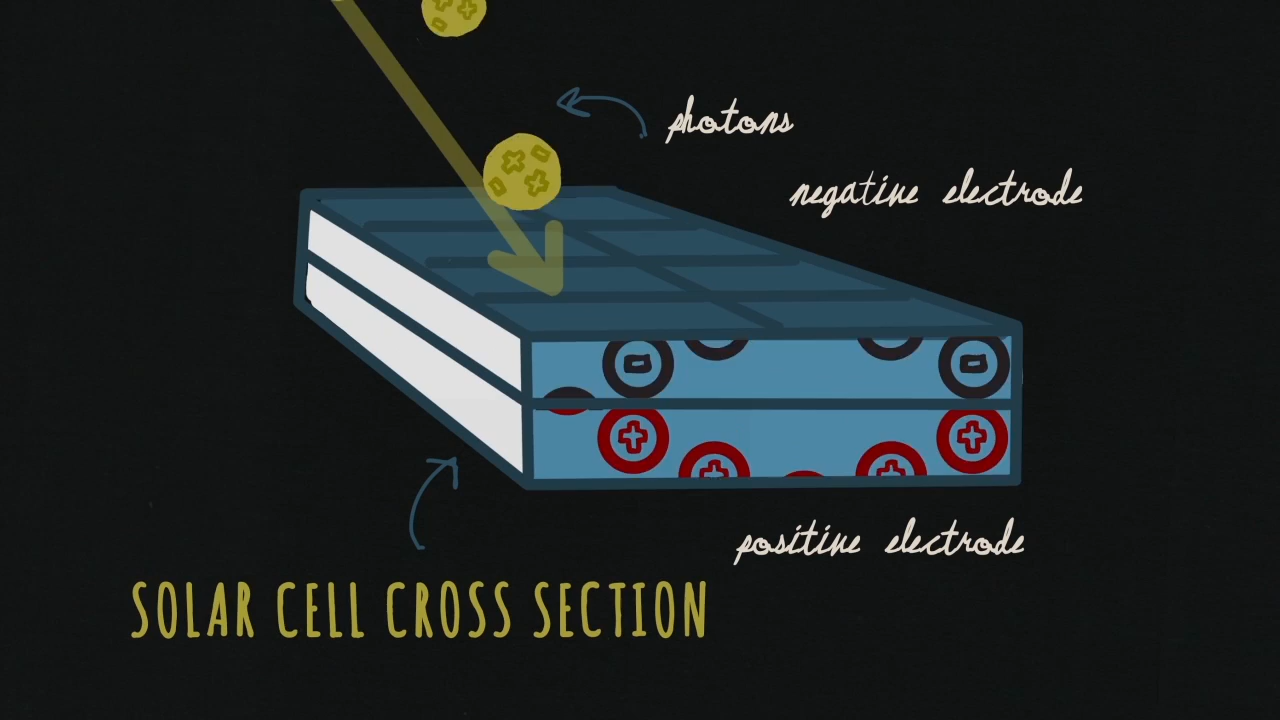 photons
negative electrode
positive electrode
SOLAR CELL CROSS SECTION